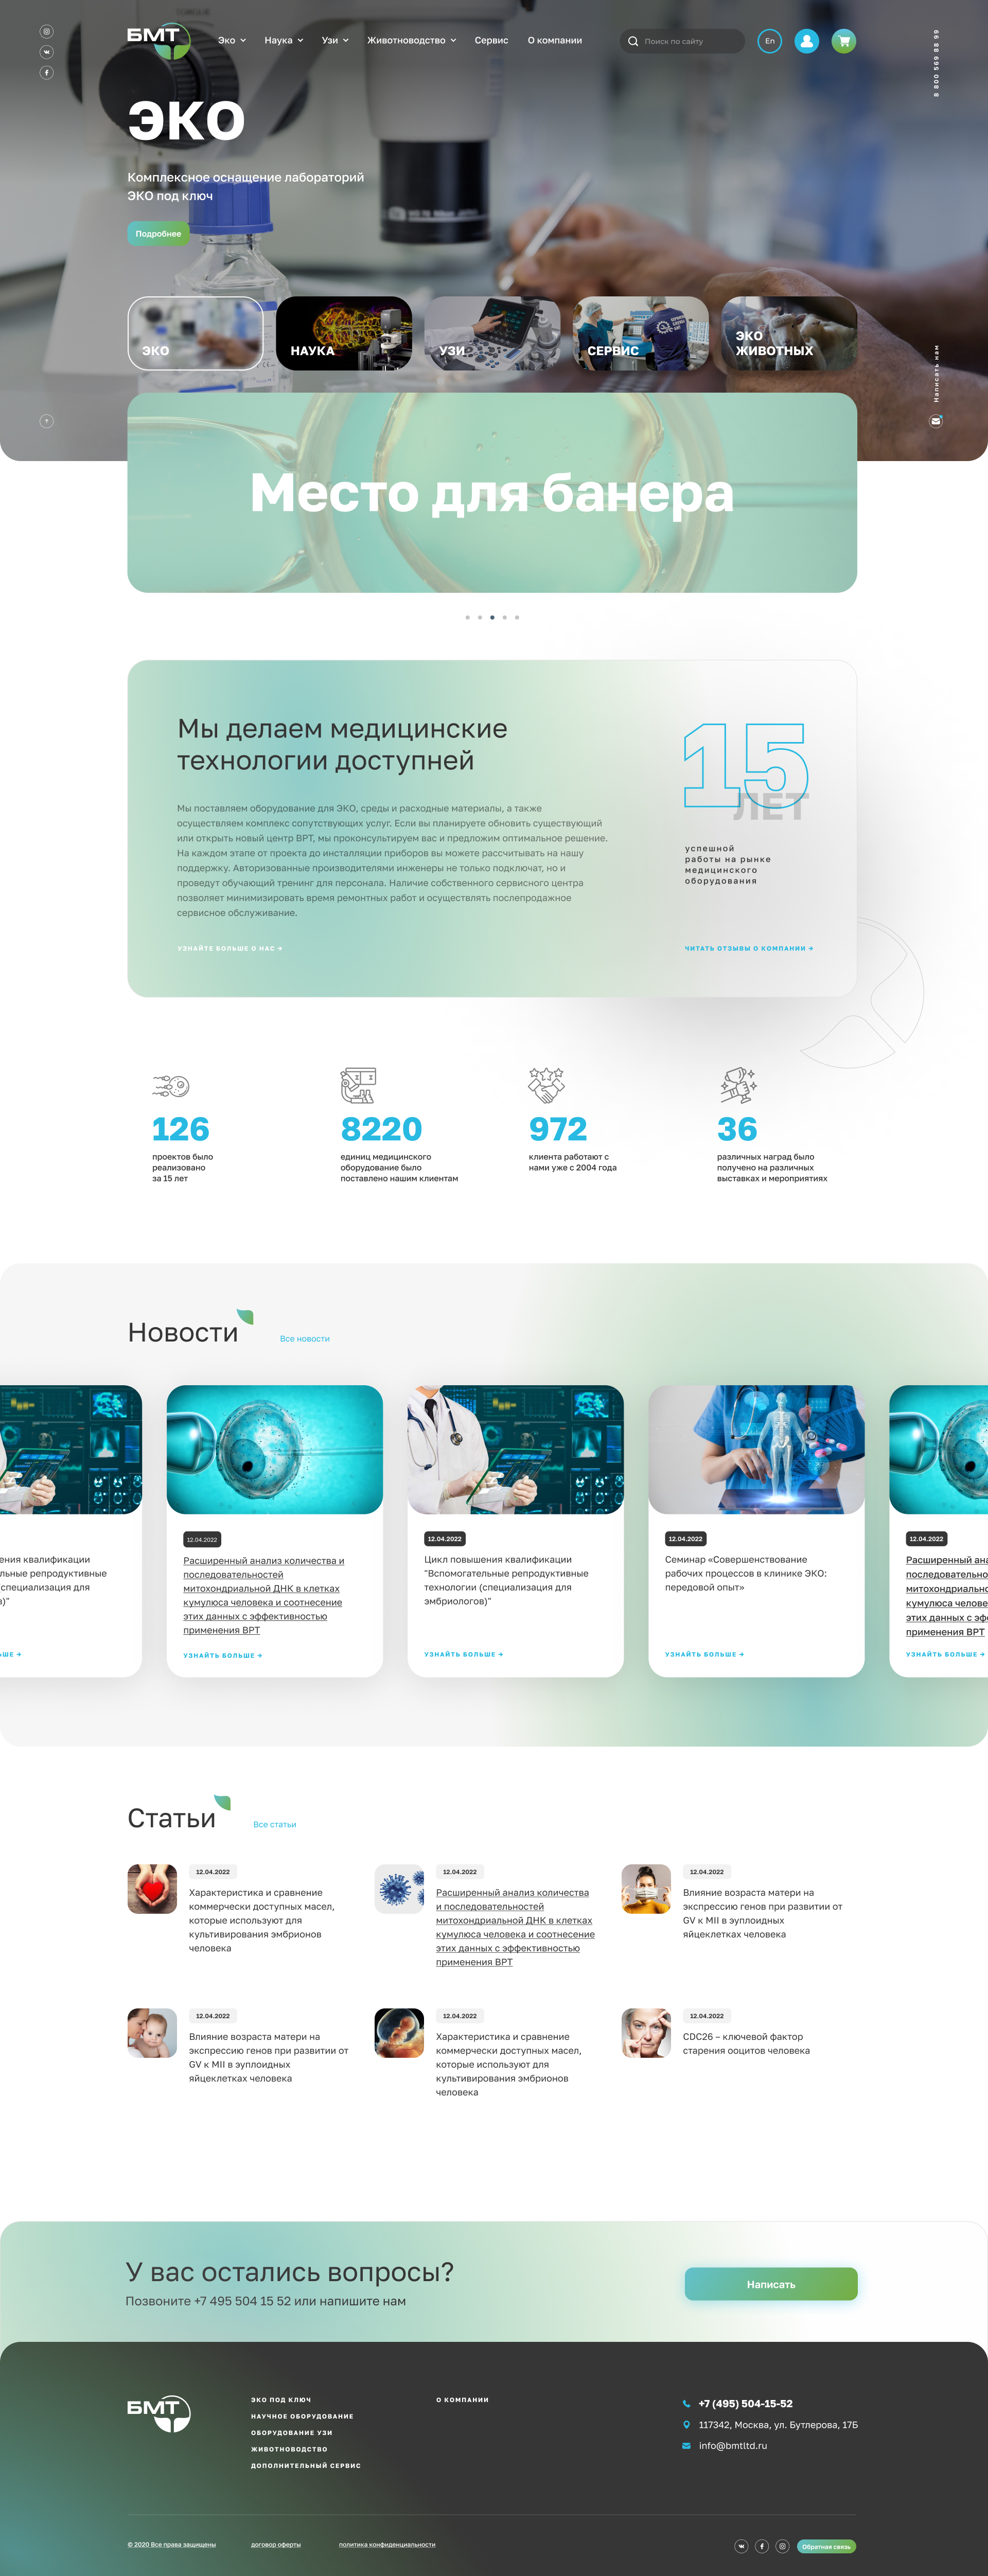 БМТ
Эко
Наука
Узи
Животноводство
Сервис
О компании
Поиск по сайту
En
8 800 569 88 99
ЭКО
Комплексное оснащение лабораторий
ЭКО под ключ
Подробнее
ЭКО
НАУКА
УЗИ
СЕРВИС
ЭКО
ЖИВОТНЫХ
Написать нам
Место для банера
Мы делаем медицинские
технологии доступней
Мы поставляем оборудование для ЭКО, среды и расходные материалы, а также
осуществляем комплекс сопутствующих услуг. Если вы планируете обновить существующий
или открыть новый центр ВРТ, мы проконсультируем вас и предложим оптимальное решение.
На каждом этапе от проекта до инсталляции приборов вы можете рассчитывать на нашу
поддержку. Авторизованные производителями инженеры не только подключат, но и
проведут обучающий тренинг для персонала. Наличие собственного сервисного центра
позволяет минимизировать время ремонтных работ и осуществлять послепродажное
сервисное обслуживание.
УЗНАЙТЕ БОЛЬШЕ О НАС →
15
ЛЕТ
успешной
работы на рынке
медицинского
оборудования
ЧИТАТЬ ОТЗЫВЫ О КОМПАНИИ →
126
проектов было
реализовано
за 15 лет
8220
единиц медицинского
оборудование было
поставлено нашим клиентам
972
клиента работают с
нами уже с 2004 года
36
различных наград было
получено на различных
выставках и мероприятиях
Новости
Все новости
ения квалификации
льные репродуктивные
специализация для
в)"
ЬШЕ →
12.04.2022
Расширенный анализ количества и
последовательностей
митохондриальной ДНК в клетках
кумулюса человека и соотнесение
этих данных с эффективностью
применения ВРТ
УЗНАЙТЬ БОЛЬШЕ →
12.04.2022
Цикл повышения квалификации
"Вспомогательные репродуктивные
технологии (специализация для
эмбриологов)"
УЗНАЙТЬ БОЛЬШЕ →
12.04.2022
Семинар «Совершенствование
рабочих процессов в клинике ЭКО:
передовой опыт»
УЗНАЙТЬ БОЛЬШЕ →
12.04.2022
Расширенный ана
последовательно
митохондриально
кумулюса челове
этих данных с эфф
применения ВРТ
УЗНАЙТЬ БОЛЬШЕ →
Статьи
Все статьи
12.04.2022
Характеристика и сравнение
коммерчески доступных масел,
которые используют для
культивирования эмбрионов
человека
12.04.2022
Расширенный анализ количества
и последовательностей
митохондриальной ДНК в клетках
кумулюса человека и соотнесение
этих данных с эффективностью
применения ВРТ
12.04.2022
Влияние возраста матери на
экспрессию генов при развитии от
GV к MII в эуплоидных
яйцеклетках человека
12.04.2022
Влияние возраста матери на
экспрессию генов при развитии от
GV к MII в эуплоидных
яйцеклетках человека
12.04.2022
Характеристика и сравнение
коммерчески доступных масел,
которые используют для
культивирования эмбрионов
человека
12.04.2022
CDC26 – ключевой фактор
старения ооцитов человека
У вас остались вопросы?
Позвоните +7 495 504 15 52 или напишите нам
Написать
БМТ
ЭКО ПОД КЛЮЧ
НАУЧНОЕ ОБОРУДОВАНИЕ
ОБОРУДОВАНИЕ УЗИ
ЖИВОТНОВОДСТВО
ДОПОЛНИТЕЛЬНЫЙ СЕРВИС
О КОМПАНИИ
+7 (495) 504-15-52
117342, Москва, ул. Бутлерова, 17Б
info@bmtltd.ru
© 2020 Все права защищены
договор оферты
политика конфиденциальности
Обратная связь